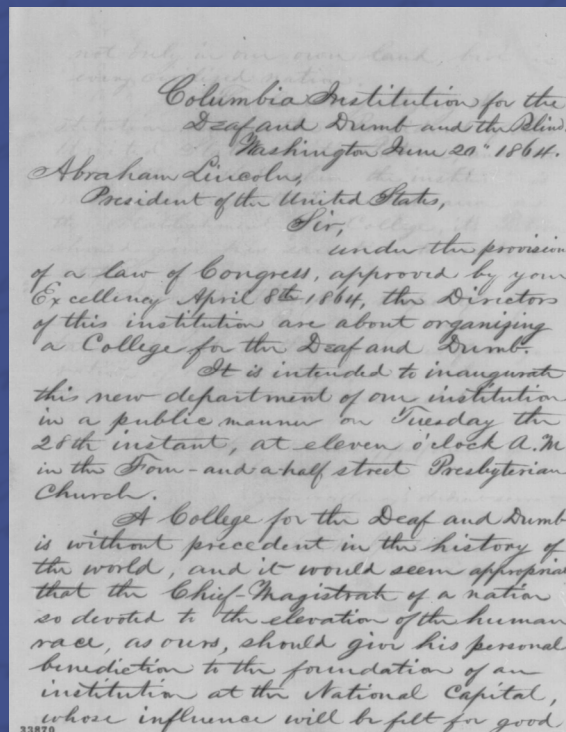 Columbia Institution for the
Deaf and Dumb and the Blind.
Washington June 20th 1864.
Abraham Lincoln,
President of the United States,
Sir,
under the provision
of a law of Congress, approved by your
Excellency April 8th 1864, the Directors
of this institution are about organizing
a College for the Deaf and Dumb.
It is intended to inaugurate
this new department of our institution
in a public manner on Tuesday the
28th instant, at eleven o'clock A.M
in the Four-and a half street Presbyterian
Church.
A College for the Deaf and Dumb
is without precedent in the history of
the world, and it would seem appropria
that the Chief-Magistrate of a nation
so devoted to the elevation of the human
race, as ours, should give his personal
benediction to the foundation of an
institution at the National Capital,
whose influence will be felt for good
33870